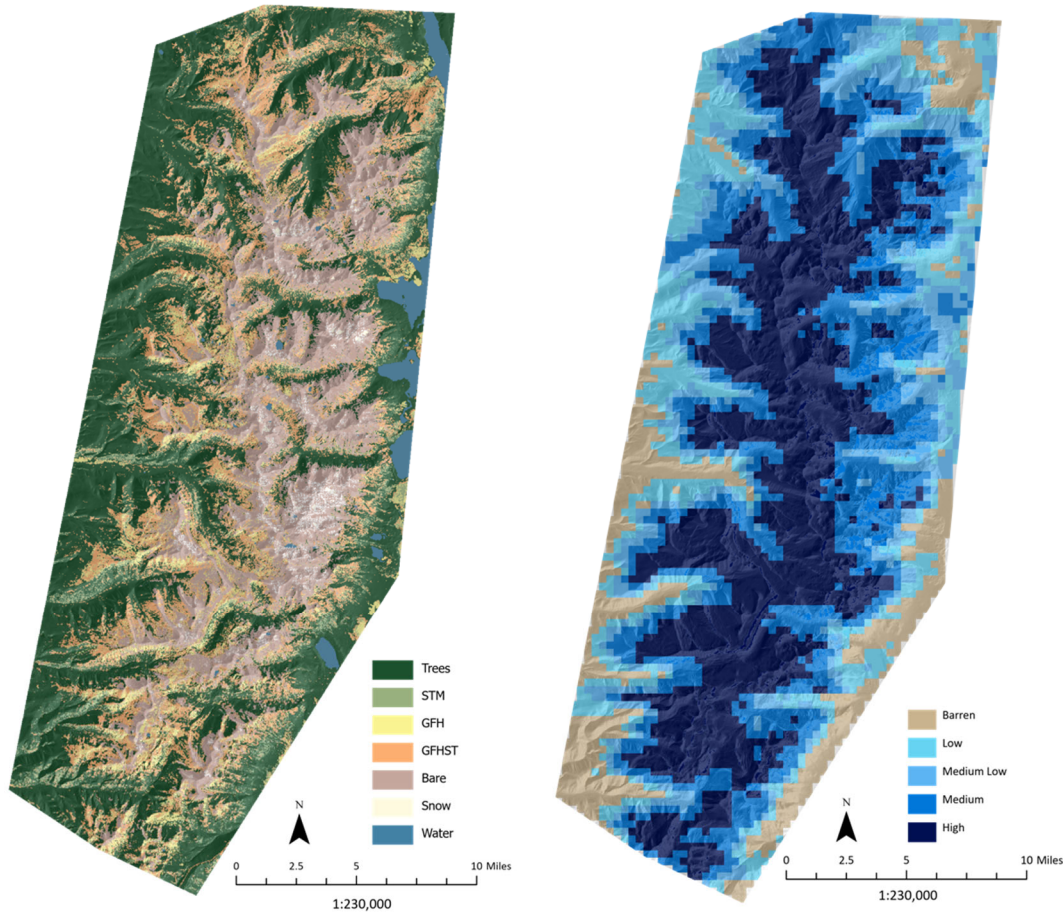 Trees
STM
GFH
GFHST
Bare
Snow
Water
N
0 2.5 5 10 Miles
1:230,000
Barren
Low
Medium Low
Medium
High
N
0 2.5 5 10 Miles
1:230,000